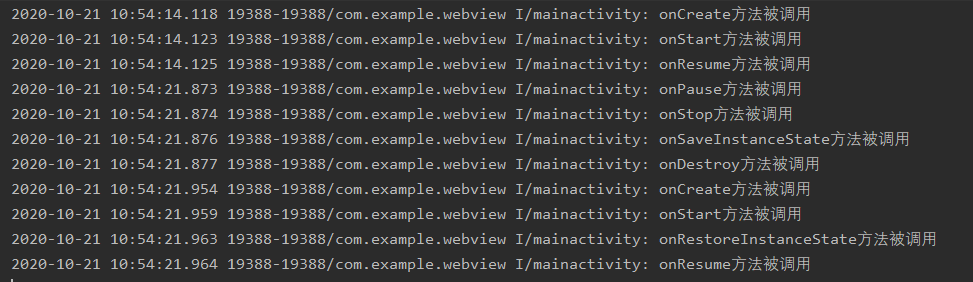 2020-10-21 10:54:14.118 19388-19388/com.example.webview I/mainactivity: onCreate方法被调用
2020-10-21 10:54:14.123 19388-19388/com.example.webview I/mainactivity: onStart方法被调用
2020-10-21 10:54:14.125 19388-19388/com.example.webview I/mainactivity: onResume方法被调用
2020-10-21 10:54:21.873 19388-19388/com.example.webview I/mainactivity: onPause方法被调用
2020-10-21 10:54:21.874 19388-19388/com.example.webview I/mainactivity: onStop方法被调用
2020-10-21 10:54:21.876 19388-19388/com.example.webview I/mainactivity: onSaveInstanceState方法被调用
2020-10-21 10:54:21.877 19388-19388/com.example.webview I/mainactivity: onDestroy方法被调用
2020-10-21 10:54:21.954 19388-19388/com.example.webview I/mainactivity: onCreate方法被调用
2020-10-21 10:54:21.959 19388-19388/com.example.webview I/mainactivity: onStart方法被调用
2020-10-21 10:54:21.963 19388-19388/com.example.webview I/mainactivity: onRestoreInstanceState方法被调用
2020-10-21 10:54:21.964 19388-19388/com.example.webview I/mainactivity: onResume方法被调用